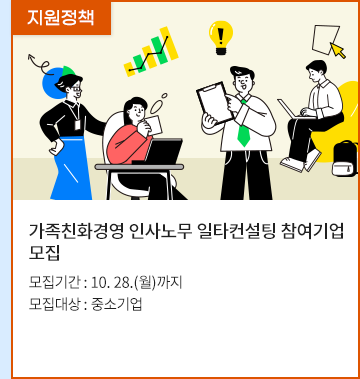 지원정책
가족친화경영 인사노무 일타컨설팅 참여기업
모집
모집기간 : 10. 28.(월)까지
모집대상 : 중소기업